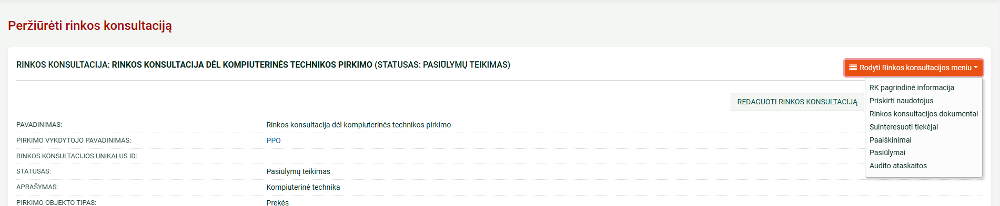 Peržiūrėti rinkos konsultaciją
RINKOS KONSULTACIJA: RINKOS KONSULTACIJA DĖL KOMPIUTERINĖS TECHNIKOS PIRKIMO (STATUSAS: PASIŪLYMŲ TEIKIMAS)
Rodyti Rinkos konsultacijos meniu
RK pagrindinė informacija
Priskirti naudotojus
Rinkos konsultacijos dokumentai
Suinteresuoti tiekėjai
Paaiškinimai
Pasiūlymai
Audito ataskaitos
REDAGUOTI RINKOS KONSULTACIJĄ
PAVADINIMAS: Rinkos konsultacija dėl kompiuterinės technikos pirkimo
PIRKIMO VYKDYTOJO PAVADINIMAS: PPO
RINKOS KONSULTACIJOS UNIKALUS ID:
STATUSAS: Pasiūlymų teikimas
APRAŠYMAS: Kompiuterinė technika
PIRKIMO OBJEKTO TIPAS: Prekės